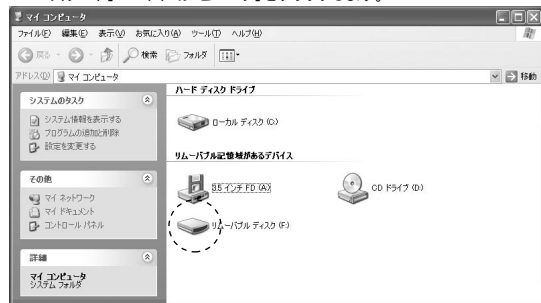 マイ コンピュータ
ファイル(F) 編集(E) 表示(V) お気に入り(A) ツール(T) ヘルプ(H)
戻る 検索 フォルダ
アドレス(D) マイ コンピュータ 移動
システムのタスク
システム情報を表示する
プログラムの追加と削除
設定を変更する
その他
マイ ネットワーク
マイ ドキュメント
コントロール パネル
詳細
マイ コンピュータ
システム フォルダ
ハード ディスク ドライブ
ローカル ディスク (C:)
リムーバブル記憶域があるデバイス
3.5 インチ FD (A:)
CD ドライブ (D:)
リムーバブル ディスク (F:)